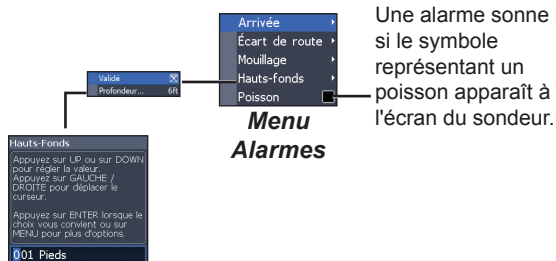 Arrivée
Écart de route
Mouillage
Hauts-fonds
Poisson
Menu
Alarmes
Une alarme sonne
si le symbole
représentant un
poisson apparaît à
l'écran du sondeur.
Validé
Profondeur... 6ft
Hauts-Fonds
Appuyez sur UP ou sur DOWN
pour régler la valeur.
Appuyez sur GAUCHE /
DROITE pour déplacer le
curseur.
Appuyez sur ENTER lorsque le
choix vous convient ou sur
MENU pour plus d'options.
001 Pieds